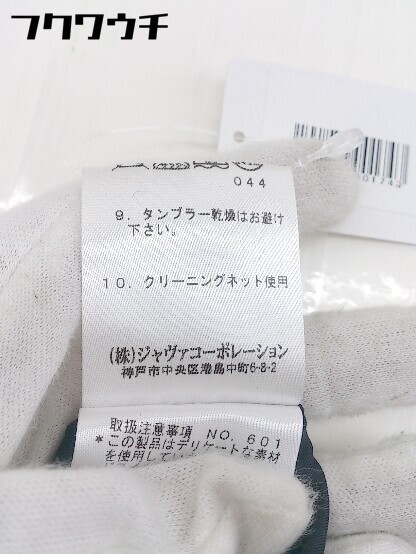 フクワウチ
044
9. タンブラー乾燥はお避け
下さい。
10. クリーニングネット使用
(株)ジャヴァコーポレーション
神戸市中央区港島中町6-8-2
取扱注意事項 NO. 601
*この製品はデリケートな素材
を使用してい